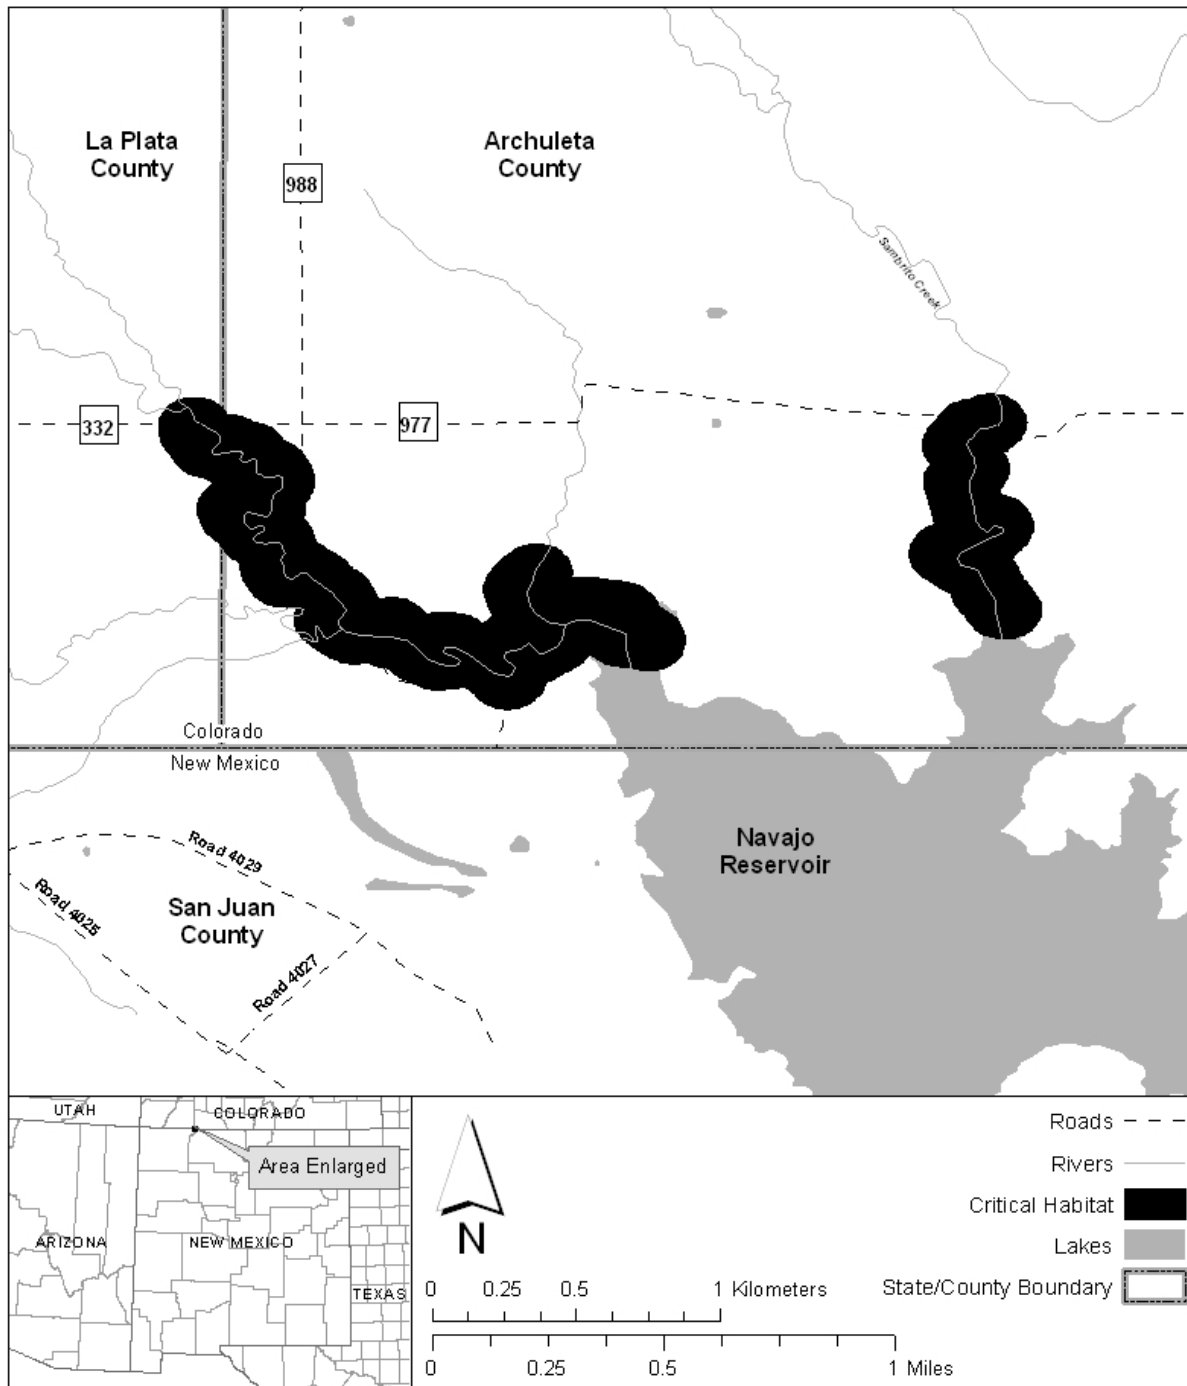 La Plata
County
Archuleta
County
988
Sambrito Creek
332
977
Colorado
New Mexico
Navajo
Reservoir
Road 4029
Road 4025
San Juan
County
Road 4027
UTAH
COLORADO
Area Enlarged
ARIZONA
NEW MEXICO
TEXAS
N
Roads
Rivers
Critical Habitat
Lakes
State/County Boundary
0 0.25 0.5 1 Kilometers
0 0.25 0.5 1 Miles